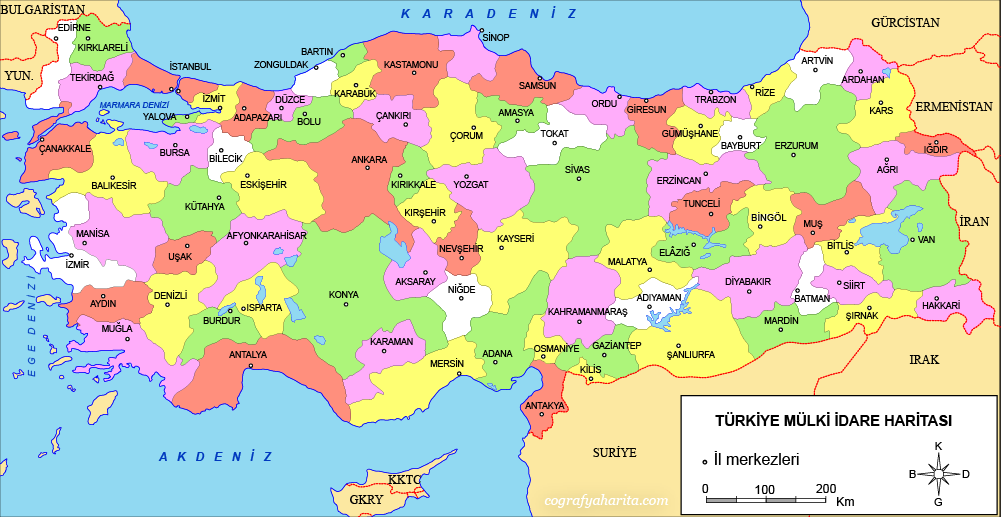 BULGARİSTAN
KARADENİZ
GÜRCİSTAN
EDİRNE
KIRKLARELİ
SİNOP
BARTIN
ARTVİN
İSTANBUL
ZONGULDAK
KASTAMONU
ARDAHAN
YUN.
TEKİRDAĞ
SAMSUN
RİZE
KARABÜK
DÜZCE
İZMİT
ORDU
TRABZON
MARMARA DENİZİ
GİRESUN
KARS
ERMENİSTAN
YALOVA
ADAPAZARI
BOLU
ÇANKIRI
AMASYA
ÇORUM
TOKAT
GÜMÜŞHANE
BAYBURT
ERZURUM
ÇANAKKALE
BURSA
BİLECİK
ANKARA
IĞDIR
AĞRI
SİVAS
BALIKESİR
ESKİŞEHİR
KIRIKKALE
YOZGAT
ERZİNCAN
KÜTAHYA
TUNCELİ
KIRŞEHİR
BİNGÖL
MUŞ
İRAN
MANİSA
AFYONKARAHİSAR
KAYSERİ
VAN
NEVŞEHİR
BİTLİS
UŞAK
ELÂZIĞ
İZMİR
MALATYA
AKSARAY
DİYABAKIR
SİİRT
NİĞDE
DENİZLİ
KONYA
ADIYAMAN
BATMAN
AYDIN
ISPARTA
HAKKARİ
KAHRAMANMARAŞ
ŞIRNAK
BURDUR
MARDİN
MUĞLA
EGE DENİZİ
KARAMAN
GAZİANTEP
OSMANİYE
ANTALYA
ADANA
ŞANLIURFA
MERSİN
KİLİS
IRAK
ANTAKYA
TÜRKİYE MÜLKİ İDARE HARİTASI
AKDENİZ
SURİYE
İl merkezleri
K
B D
G
KKTC
GKRY
0 100 200
Km
cografyaharita.com